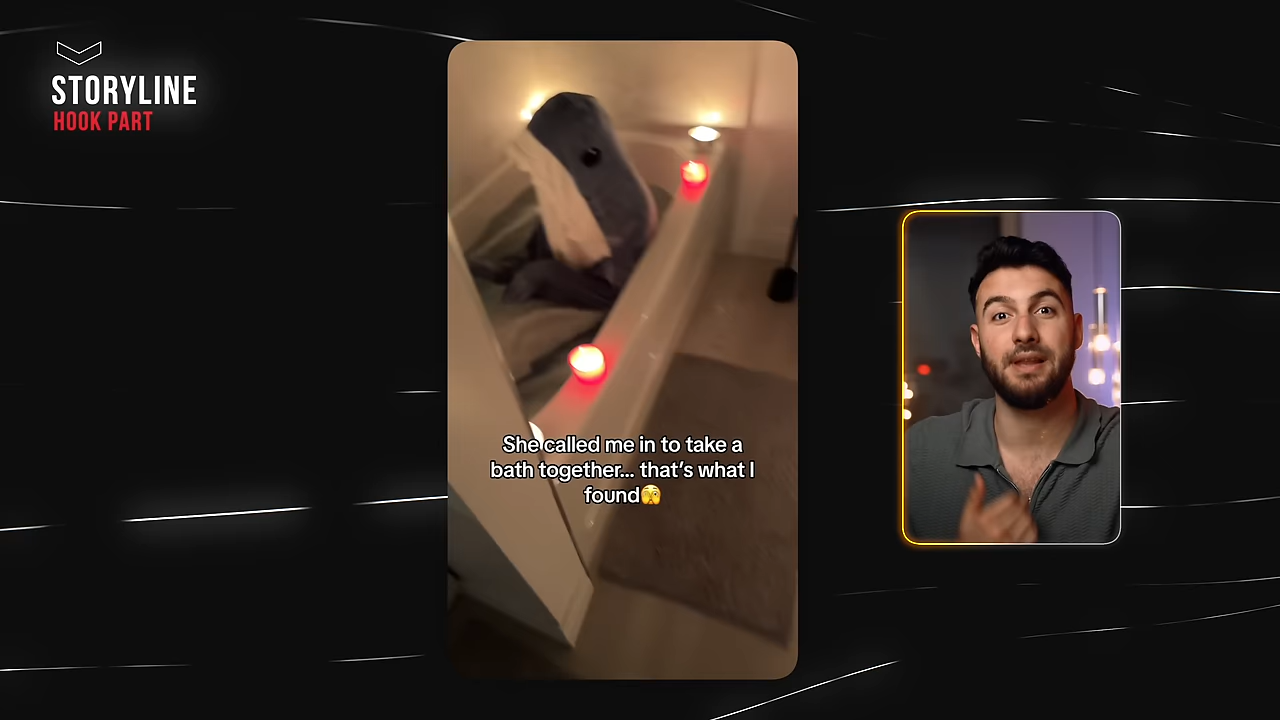 STORYLINE
HOOK PART
She called me in to take a
bath together... that's what I
found🫣